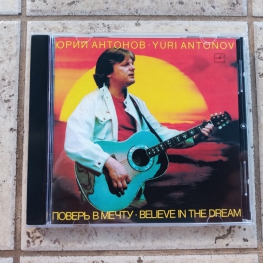 ЮРИЙ АНТОНОВ · YURI ANTONOV
ПОВЕРЬ В МЕЧТУ · BELIEVE IN THE DREAM